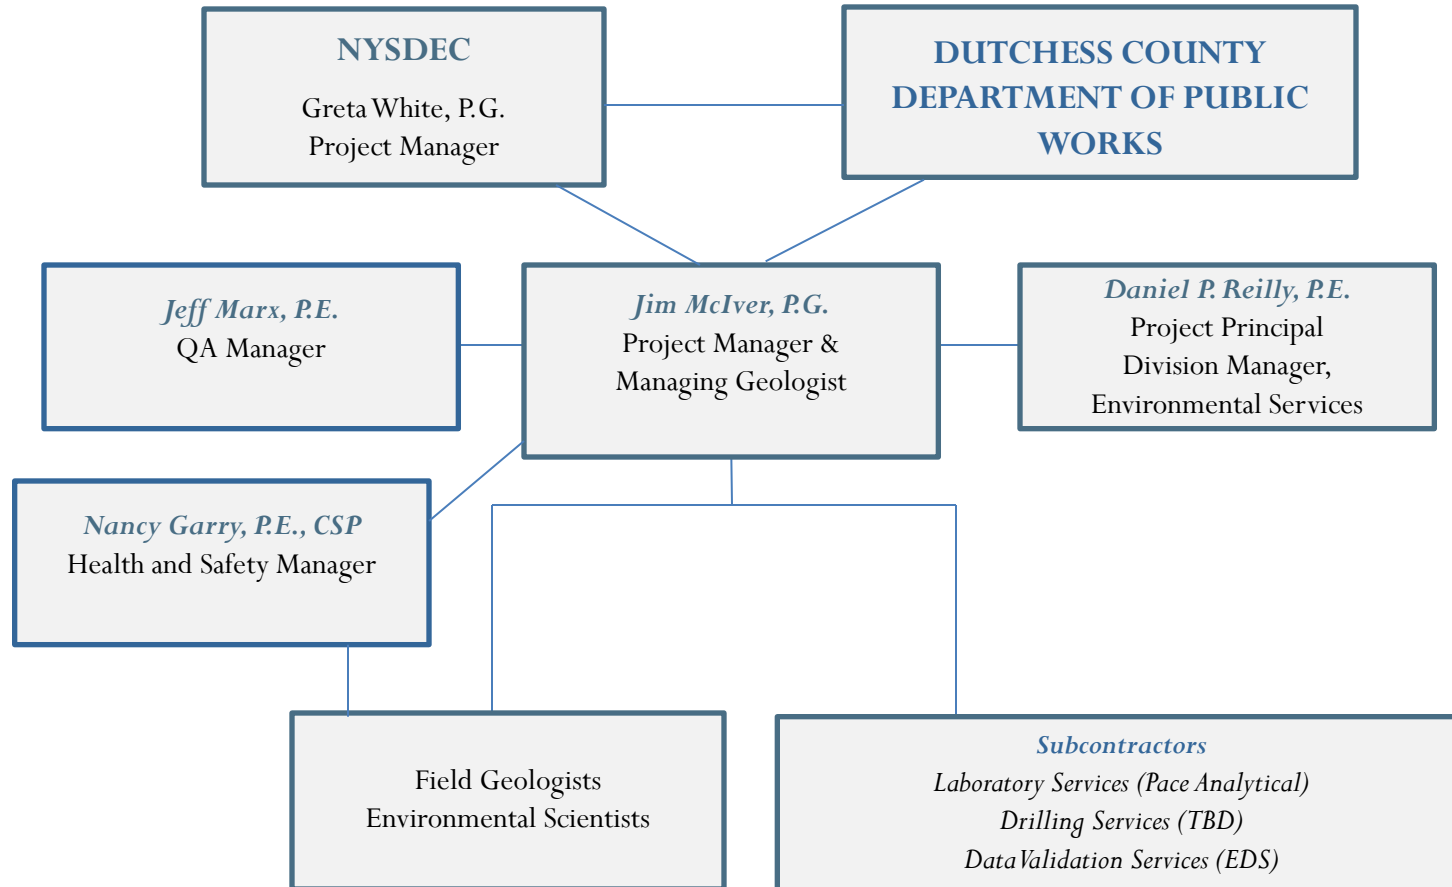 NYSDEC
Greta White, P.G.
Project Manager
DUTCHESS COUNTY
DEPARTMENT OF PUBLIC
WORKS
Jeff Marx, P.E.
QA Manager
Jim McIver, P.G.
Project Manager &
Managing Geologist
Daniel P. Reilly, P.E.
Project Principal
Division Manager,
Environmental Services
Nancy Garry, P.E., CSP
Health and Safety Manager
Field Geologists
Environmental Scientists
Subcontractors
Laboratory Services (Pace Analytical)
Drilling Services (TBD)
Data Validation Services (EDS)